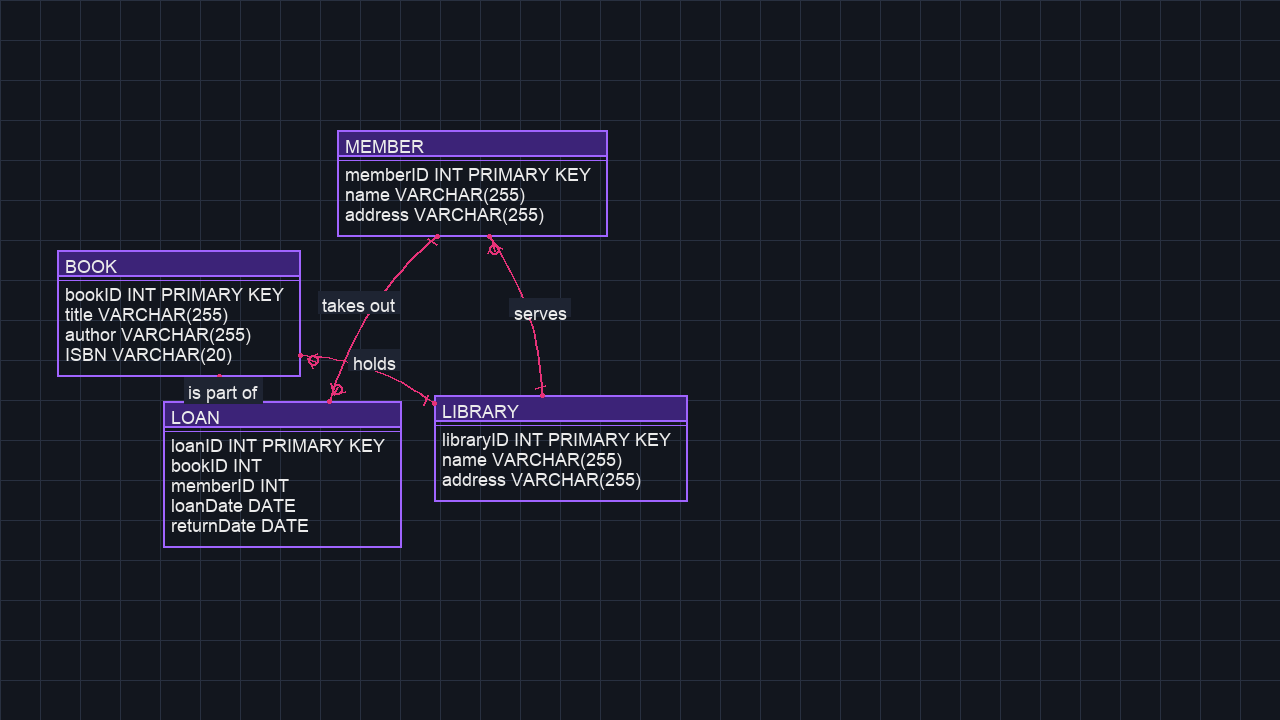 MEMBER
memberID INT PRIMARY KEY
name VARCHAR(255)
address VARCHAR(255)
BOOK
bookID INT PRIMARY KEY
title VARCHAR(255)
author VARCHAR(255)
ISBN VARCHAR(20)
takes out
serves
holds
is part of
LOAN
loanID INT PRIMARY KEY
bookID INT
memberID INT
loanDate DATE
returnDate DATE
LIBRARY
libraryID INT PRIMARY KEY
name VARCHAR(255)
address VARCHAR(255)